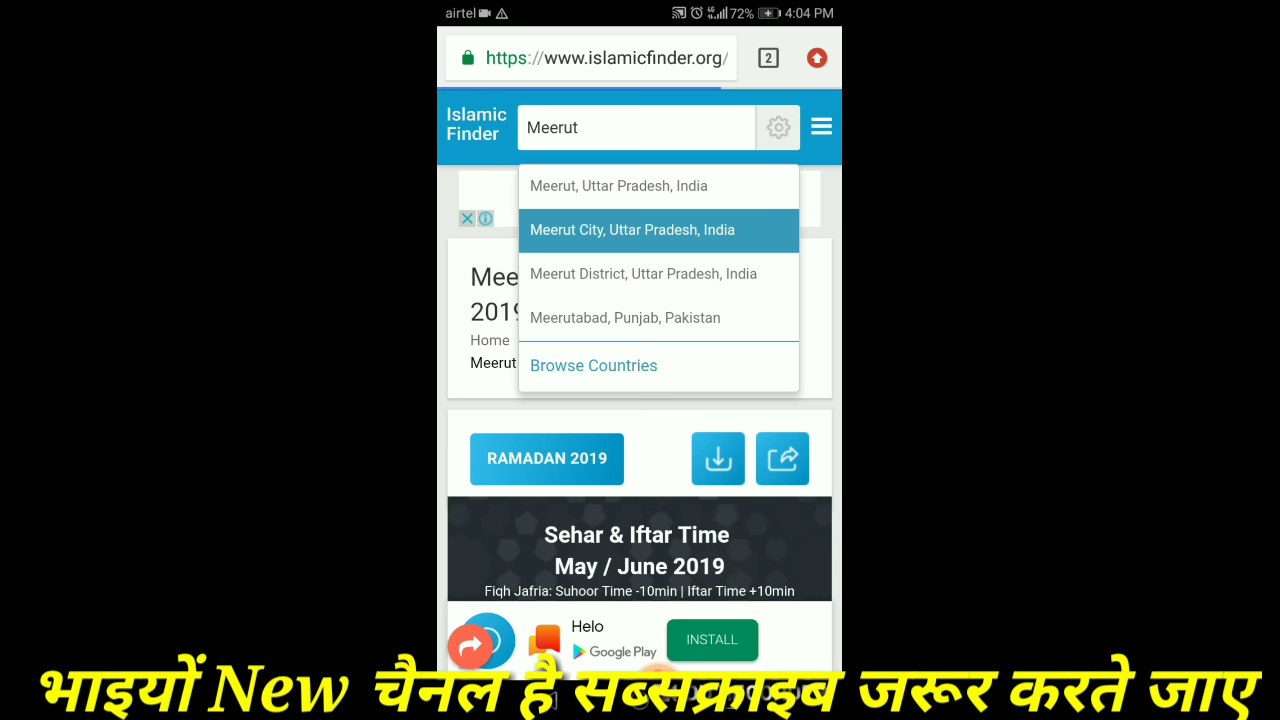 airtel
4G 72% 4:04 PM
https://www.islamicfinder.org/
2
Islamic
Finder
Meerut
Meerut, Uttar Pradesh, India
Meerut City, Uttar Pradesh, India
Meerut District, Uttar Pradesh, India
Meerutabad, Punjab, Pakistan
Browse Countries
Mee
2019
Home
Meerut
RAMADAN 2019
Sehar & Iftar Time
May / June 2019
Fiqh Jafria: Suhoor Time -10min | Iftar Time +10min
Helo
Google Play
INSTALL
भाइयों New चैनल है सब्सक्राइब जरूर करते जाए